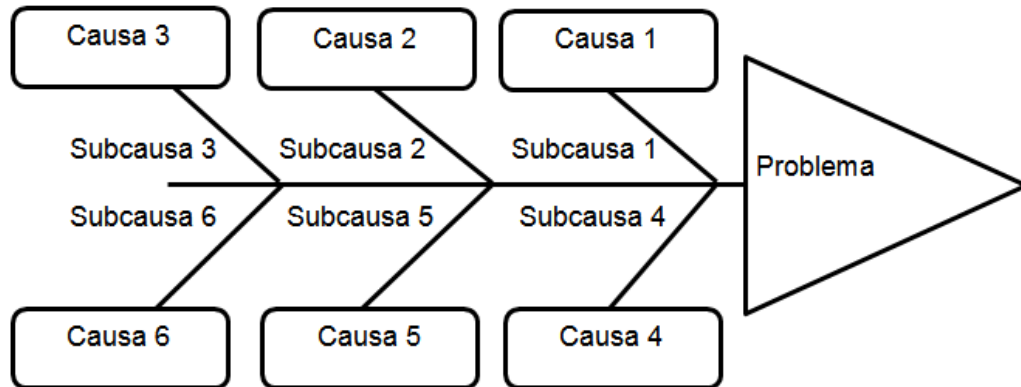 Causa 3
Causa 2
Causa 1
Subcausa 3
Subcausa 2
Subcausa 1
Problema
Subcausa 6
Subcausa 5
Subcausa 4
Causa 6
Causa 5
Causa 4